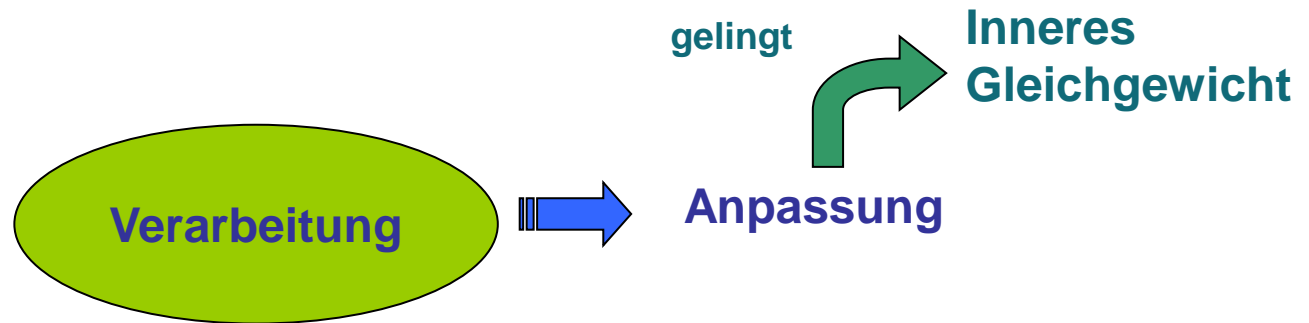 gelingt
Inneres
Gleichgewicht
Verarbeitung
Anpassung